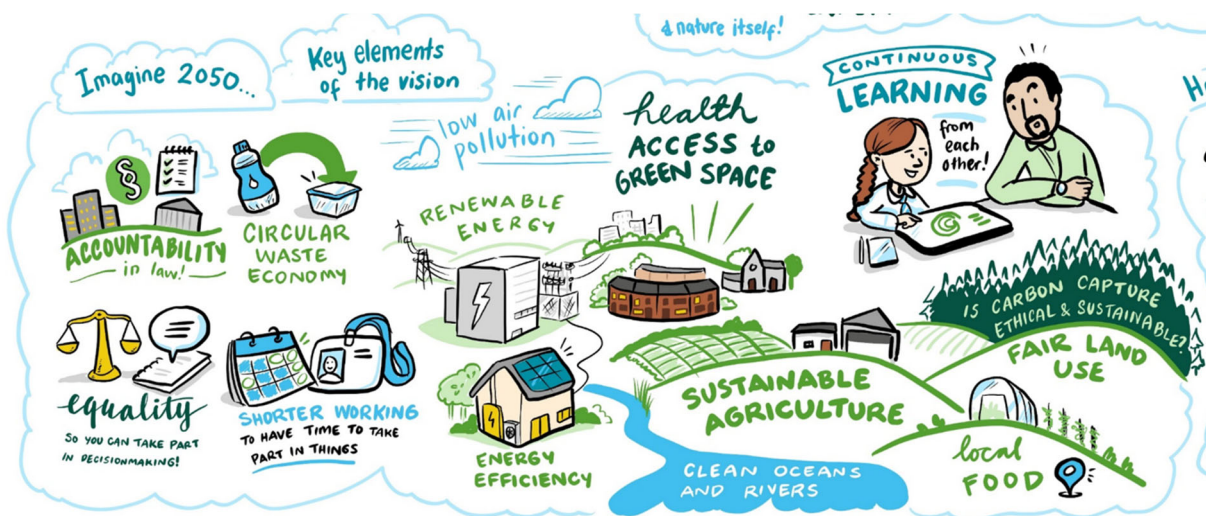 & nature itself!
Imagine 2050...
Key elements
of the vision
low air
pollution
health
ACCESS to
GREEN SPACE
CONTINUOUS
LEARNING
from
each
other!
§
ACCOUNTABILITY
in law!
CIRCULAR
WASTE
ECONOMY
RENEWABLE
ENERGY
IS CARBON CAPTURE
ETHICAL & SUSTAINABLE?
FAIR LAND
USE
equality
SO YOU CAN TAKE PART
IN DECISIONMAKING!
SHORTER WORKING
TO HAVE TIME TO TAKE
PART IN THINGS
ENERGY
EFFICIENCY
SUSTAINABLE
AGRICULTURE
CLEAN OCEANS
AND RIVERS
local
FOOD